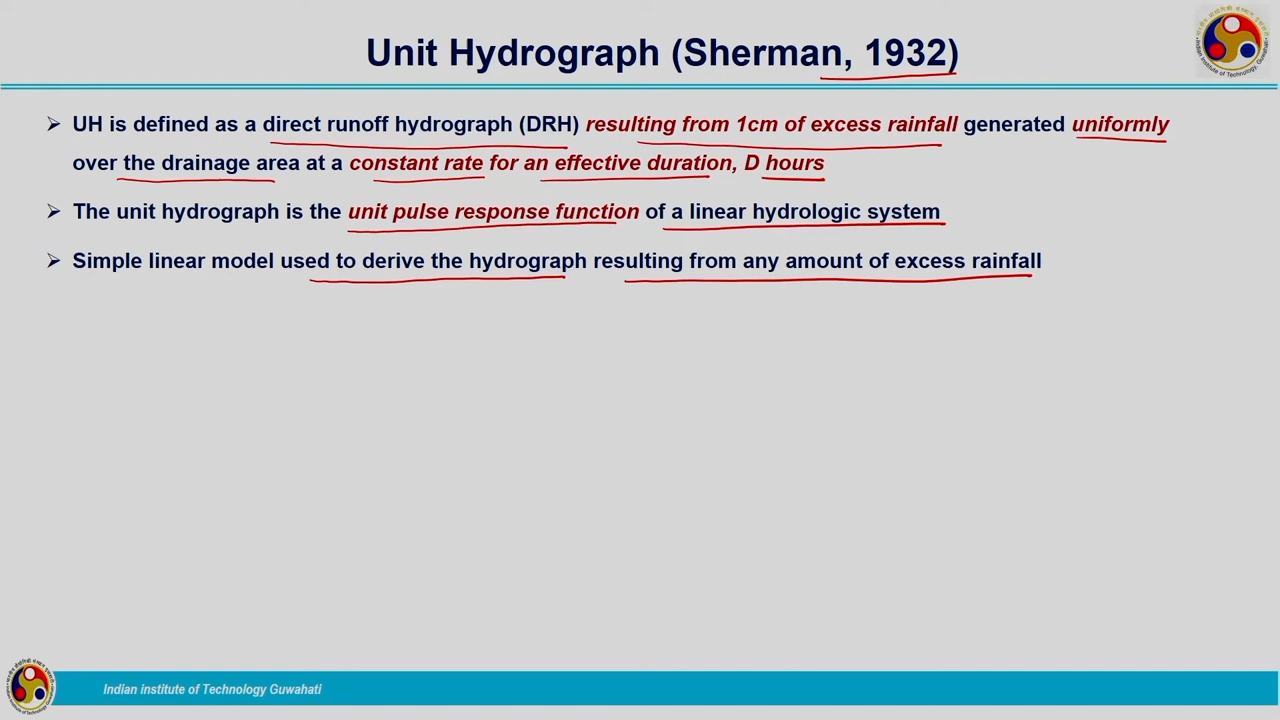 Unit Hydrograph (Sherman, 1932)
➢ UH is defined as a direct runoff hydrograph (DRH) resulting from 1cm of excess rainfall generated uniformly
over the drainage area at a constant rate for an effective duration, D hours
➢ The unit hydrograph is the unit pulse response function of a linear hydrologic system
➢ Simple linear model used to derive the hydrograph resulting from any amount of excess rainfall
Indian institute of Technology Guwahati